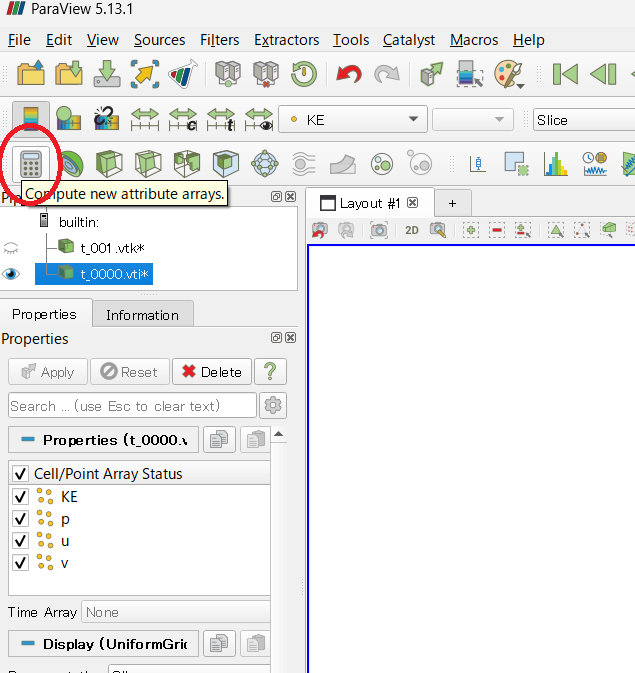 ParaView 5.13.1
File Edit View Sources Filters Extractors Tools Catalyst Macros Help
c t
KE Slice
Compute new attribute arrays.
builtin:
t_001.vtk*
t_0000.vti*
Layout #1 +
2D
Properties Information
Properties
Apply Reset Delete ?
Search ... (use Esc to clear text)
Properties (t_0000.v
Cell/Point Array Status
KE
p
u
v
Time Array None
Display (UniformGri